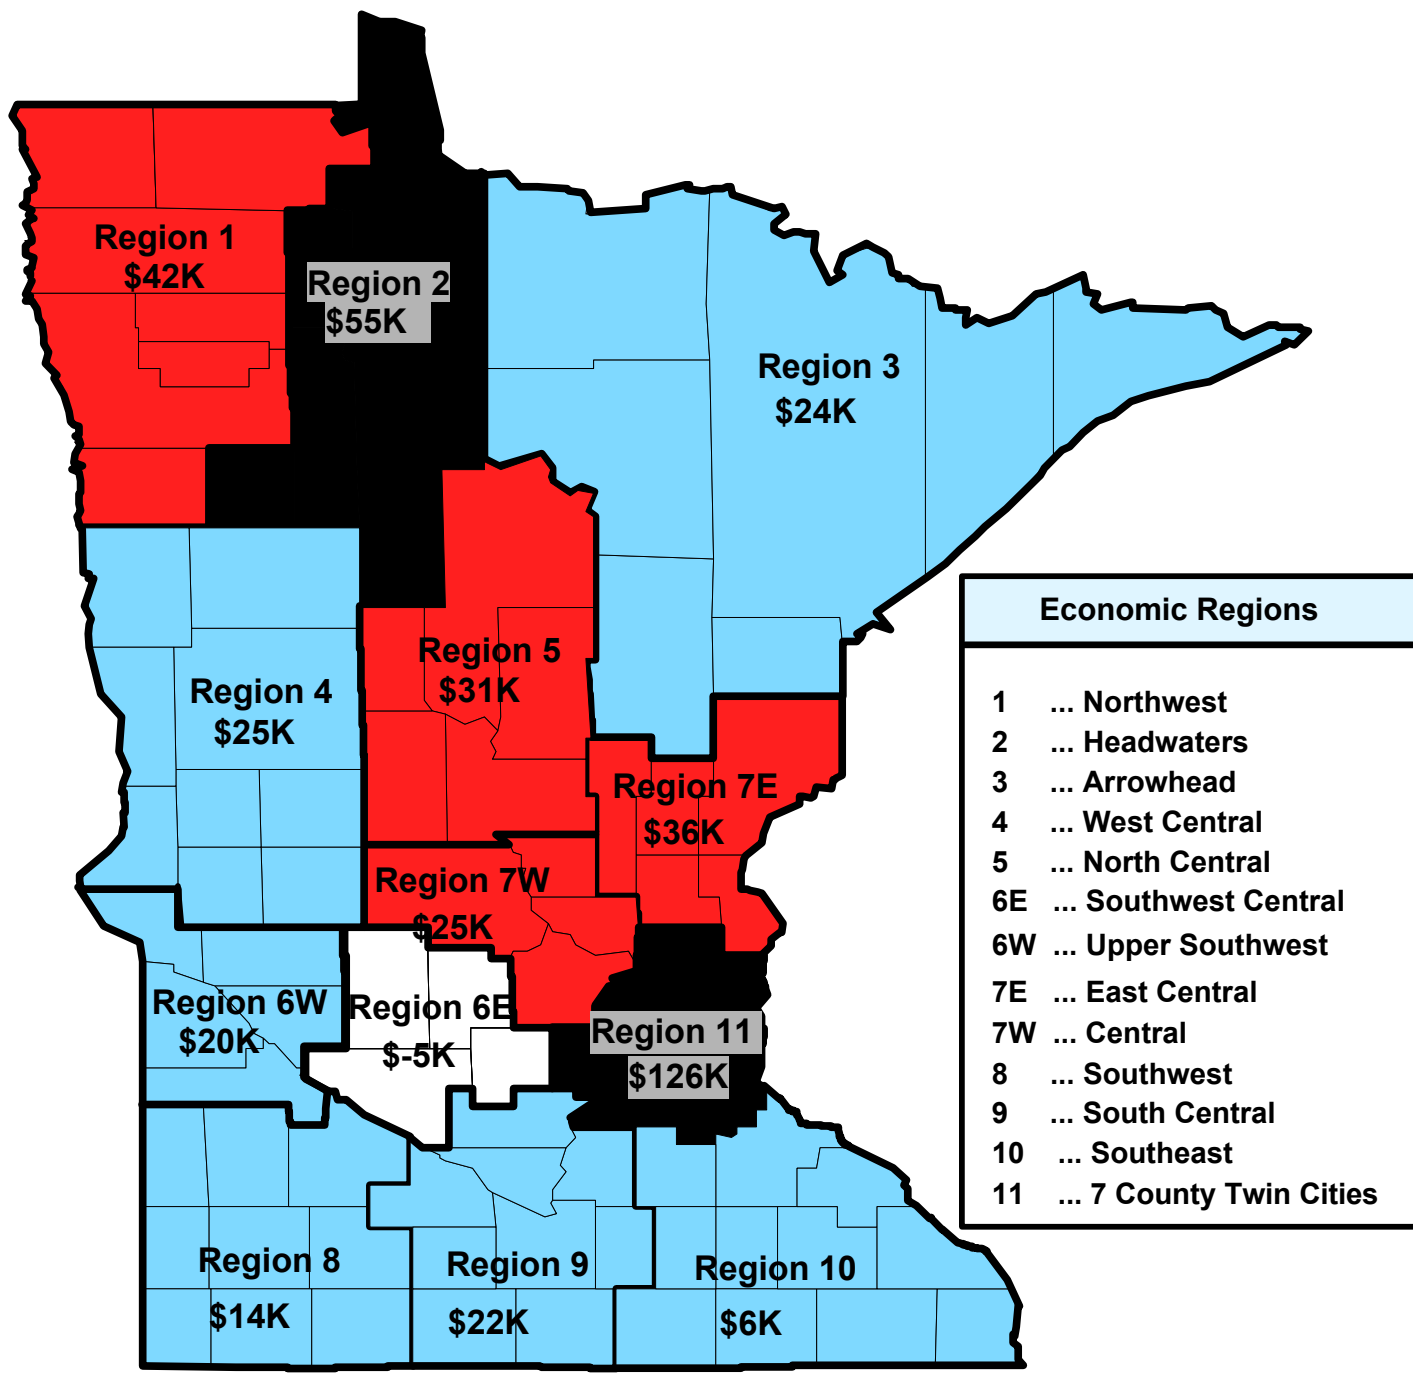 Region 1
$42K
Region 2
$55K
Region 3
$24K
Region 4
$25K
Region 5
$31K
Region 7E
$36K
Region 7W
$25K
Region 6W
$20K
Region 6E
$-5K
Region 11
$126K
Region 8
$14K
Region 9
$22K
Region 10
$6K
Economic Regions
1 ... Northwest
2 ... Headwaters
3 ... Arrowhead
4 ... West Central
5 ... North Central
6E ... Southwest Central
6W ... Upper Southwest
7E ... East Central
7W ... Central
8 ... Southwest
9 ... South Central
10 ... Southeast
11 ... 7 County Twin Cities